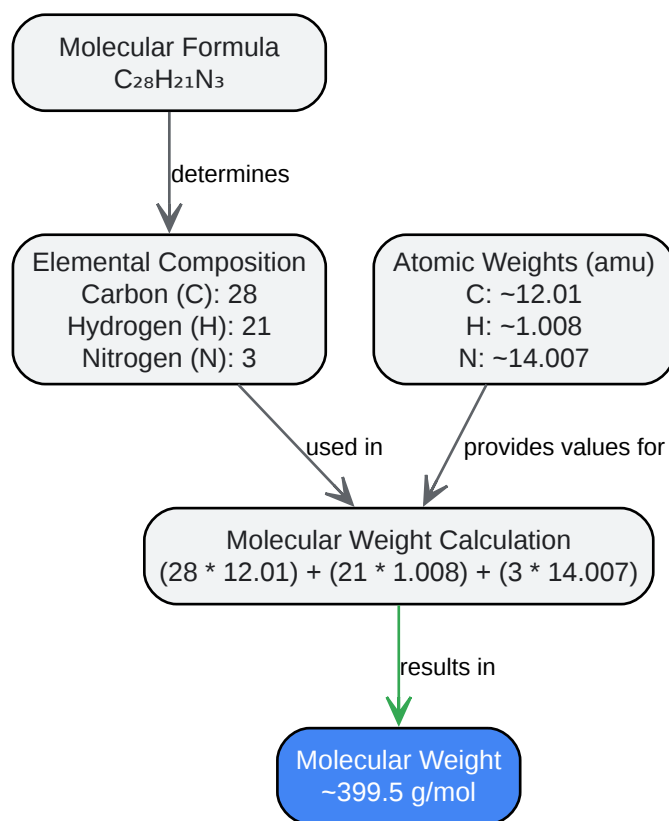 Molecular Formula
C₂₈H₂₁N₃
determines
Elemental Composition
Carbon (C): 28
Hydrogen (H): 21
Nitrogen (N): 3
Atomic Weights (amu)
C: ~12.01
H: ~1.008
N: ~14.007
used in
provides values for
Molecular Weight Calculation
(28 * 12.01) + (21 * 1.008) + (3 * 14.007)
results in
Molecular Weight
~399.5 g/mol